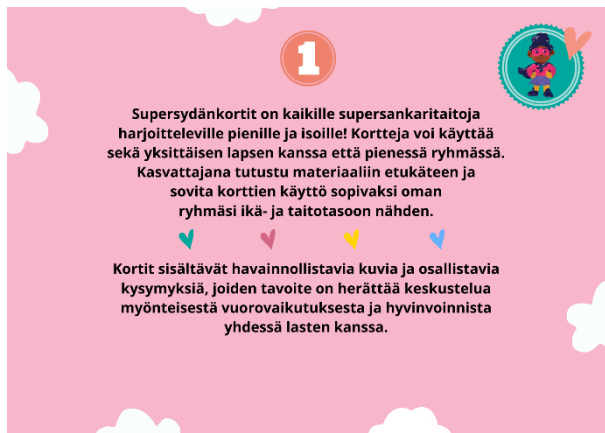 1
Supersydänkortit on kaikille supersankaritaitoja
harjoitteleville pienille ja isoille! Kortteja voi käyttää
sekä yksittäisen lapsen kanssa että pienessä ryhmässä.
Kasvattajana tutustu materiaaliin etukäteen ja
sovita korttien käyttö sopivaksi oman
ryhmäsi ikä- ja taitotasoon nähden.
Kortit sisältävät havainnollistavia kuvia ja osallistavia
kysymyksiä, joiden tavoite on herättää keskustelua
myönteisestä vuorovaikutuksesta ja hyvinvoinnista
yhdessä lasten kanssa.